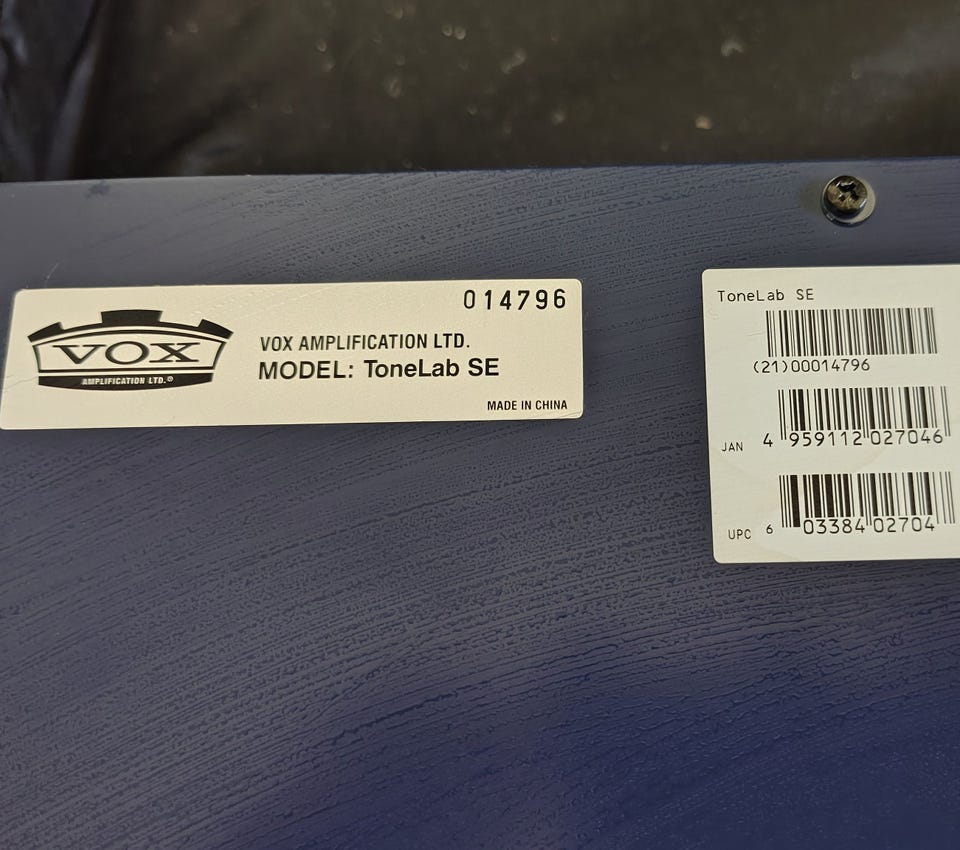 014796
VOX
AMPLIFICATION LTD.®
VOX AMPLIFICATION LTD.
MODEL: ToneLab SE
MADE IN CHINA
ToneLab SE
(21)00014796
JAN 4 959112 027046
UPC 6 03384 02704